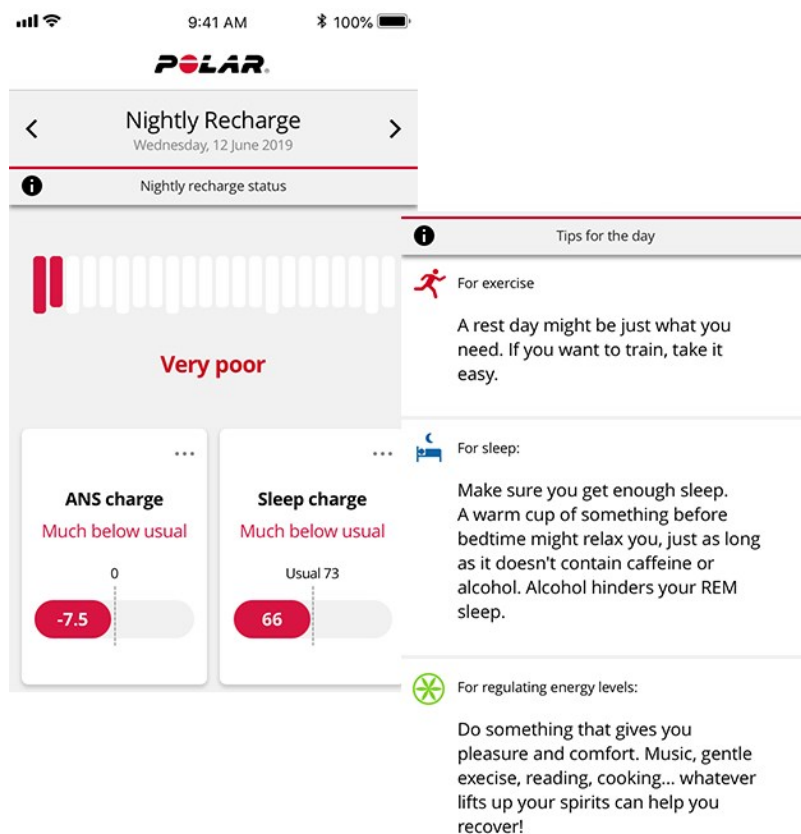 9:41 AM
100%
POLAR
Nightly Recharge
Wednesday, 12 June 2019
Nightly recharge status
Very poor
ANS charge
Much below usual
0
-7.5
Sleep charge
Much below usual
Usual 73
66
Tips for the day
For exercise
A rest day might be just what you
need. If you want to train, take it
easy.
For sleep:
Make sure you get enough sleep.
A warm cup of something before
bedtime might relax you, just as long
as it doesn't contain caffeine or
alcohol. Alcohol hinders your REM
sleep.
For regulating energy levels:
Do something that gives you
pleasure and comfort. Music, gentle
execise, reading, cooking... whatever
lifts up your spirits can help you
recover!